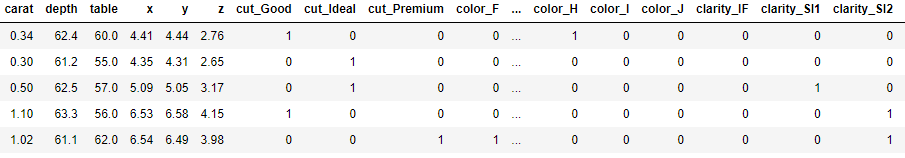 carat depth table x y z cut_Good cut_Ideal cut_Premium color_F ... color_H color_I color_J clarity_IF clarity_SI1 clarity_SI2
0.34 62.4 60.0 4.41 4.44 2.76 1 0 0 0 ... 1 0 0 0 0 0
0.30 61.2 55.0 4.35 4.31 2.65 0 1 0 0 ... 0 0 0 0 0 0
0.50 62.5 57.0 5.09 5.05 3.17 0 1 0 0 ... 0 0 0 0 1 0
1.10 63.3 56.0 6.53 6.58 4.15 1 0 0 0 ... 0 0 0 0 0 1
1.02 61.1 62.0 6.54 6.49 3.98 0 0 1 1 ... 0 0 0 0 0 1